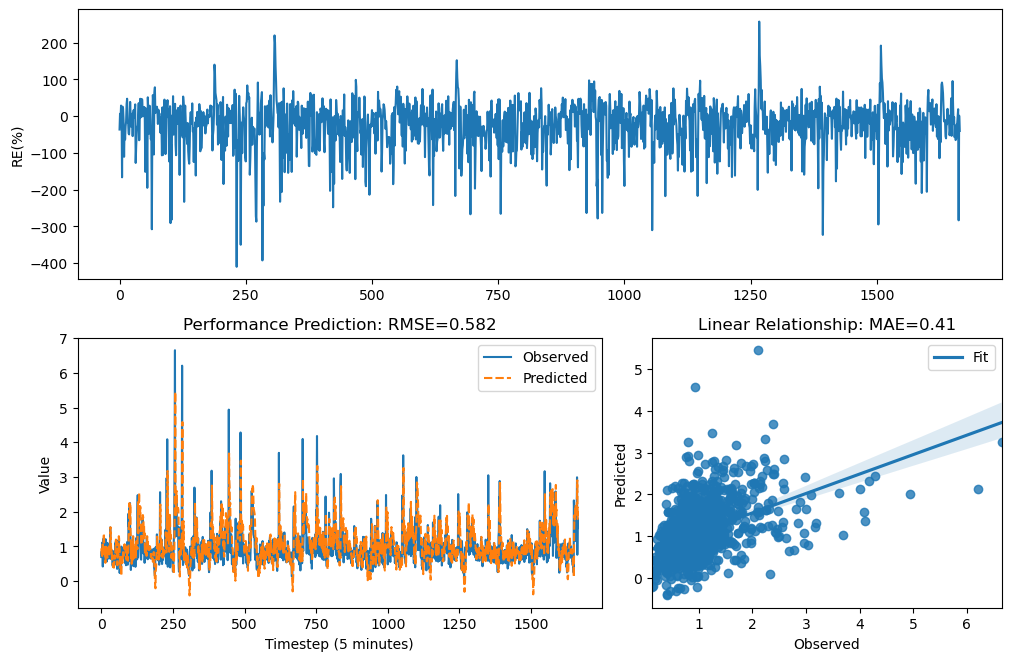 200
100
0
−100
−200
−300
−400
RE(%)
0 250 500 750 1000 1250 1500
Performance Prediction: RMSE=0.582
Linear Relationship: MAE=0.41
7
6
5
4
3
2
1
0
Value
Observed
Predicted
0 250 500 750 1000 1250 1500
Timestep (5 minutes)
5
4
3
2
1
0
Predicted
Fit
1 2 3 4 5 6
Observed